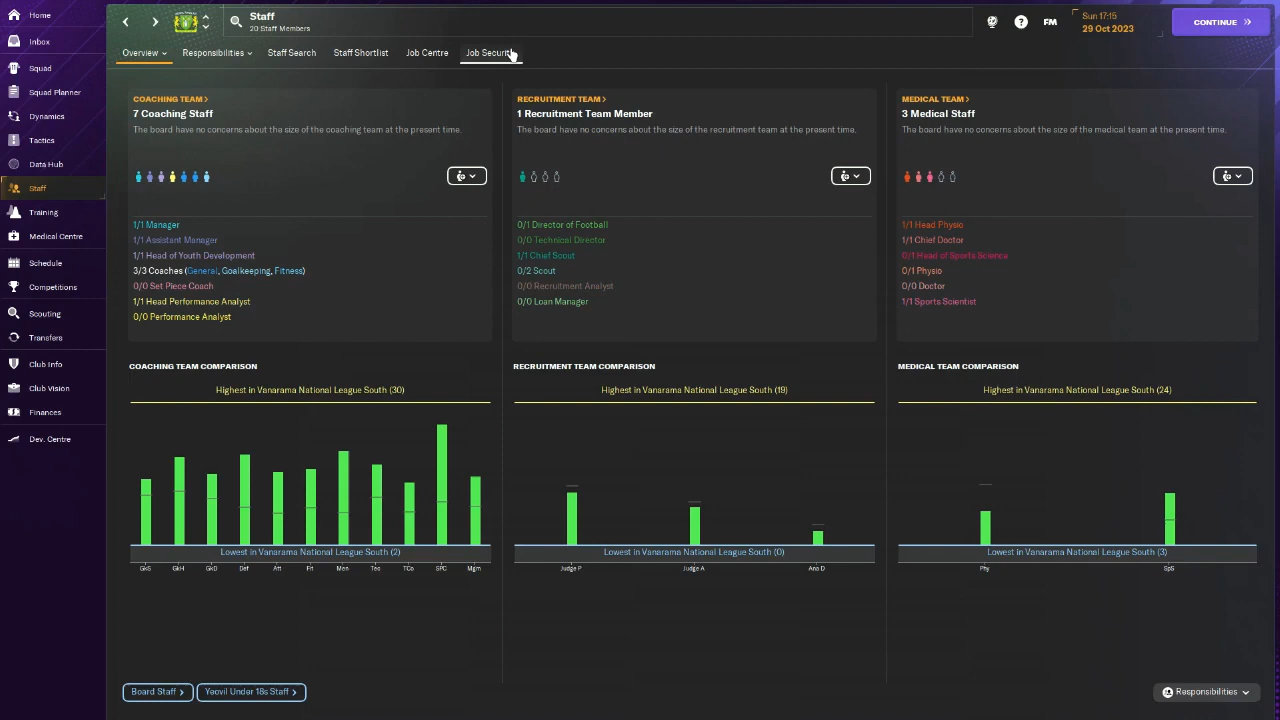 Home
Staff
20 Staff Members
FM
Sun 17:15
29 Oct 2023
CONTINUE
Inbox
Overview
Responsibilities
Staff Search
Staff Shortlist
Job Centre
Job Security
Squad
Squad Planner
Dynamics
Tactics
Data Hub
Staff
Training
Medical Centre
Schedule
Competitions
Scouting
Transfers
Club Info
Club Vision
Finances
Dev. Centre
COACHING TEAM >
7 Coaching Staff
The board have no concerns about the size of the coaching team at the present time.
1/1 Manager
1/1 Assistant Manager
1/1 Head of Youth Development
3/3 Coaches (General, Goalkeeping, Fitness)
0/0 Set Piece Coach
1/1 Head Performance Analyst
0/0 Performance Analyst
RECRUITMENT TEAM >
1 Recruitment Team Member
The board have no concerns about the size of the recruitment team at the present time.
0/1 Director of Football
0/0 Technical Director
1/1 Chief Scout
0/2 Scout
0/0 Recruitment Analyst
0/0 Loan Manager
MEDICAL TEAM >
3 Medical Staff
The board have no concerns about the size of the medical team at the present time.
1/1 Head Physio
1/1 Chief Doctor
0/1 Head of Sports Science
0/1 Physio
0/0 Doctor
1/1 Sports Scientist
COACHING TEAM COMPARISON
Highest in Vanarama National League South (30)
Lowest in Vanarama National League South (2)
GkS GkH GkD Def Att Fit Men Tec TCo SPC Mgm
RECRUITMENT TEAM COMPARISON
Highest in Vanarama National League South (19)
Lowest in Vanarama National League South (0)
Judge P Judge A Ana D
MEDICAL TEAM COMPARISON
Highest in Vanarama National League South (24)
Lowest in Vanarama National League South (3)
Phy SpS
Board Staff >
Yeovil Under 18s Staff >
Responsibilities